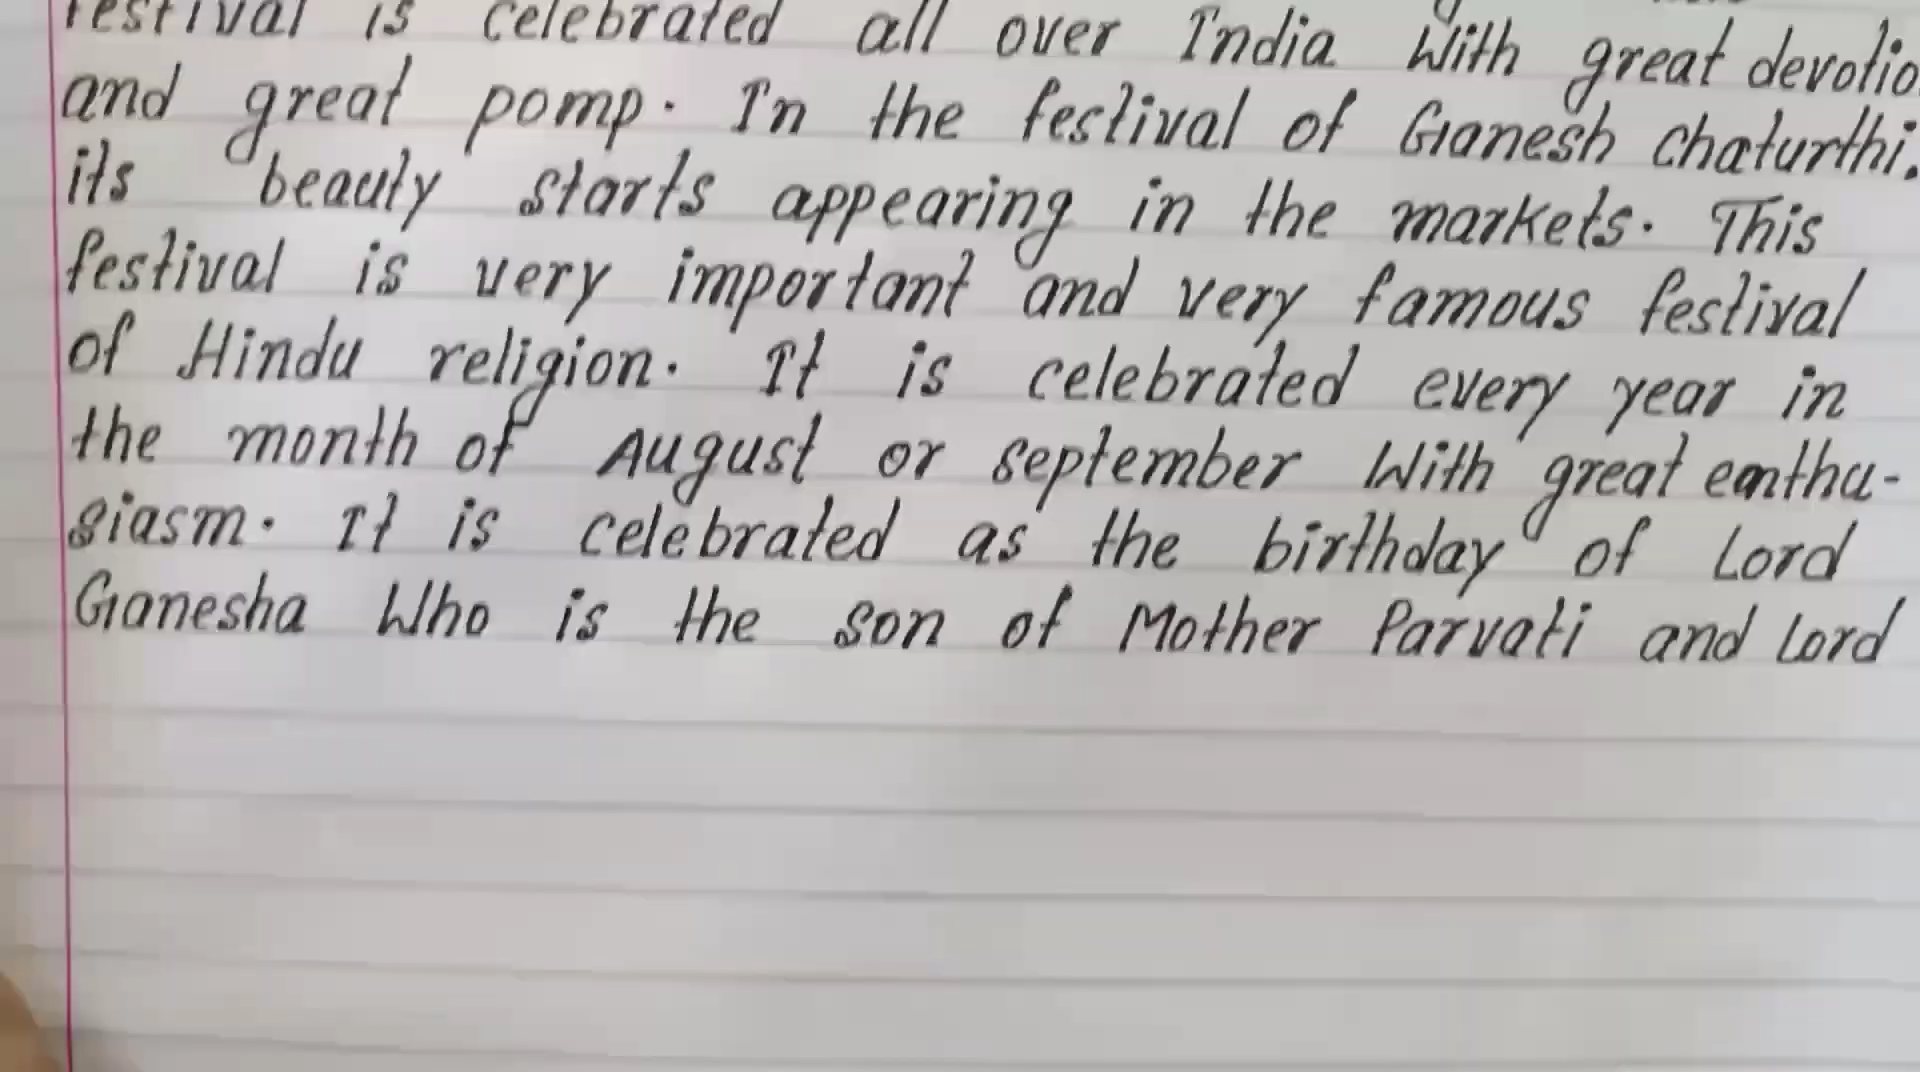 festival is celebrated all over India With great devotio
and great pomp. In the festival of Ganesh chaturthi.
its beauty starts appearing in the markets. This
festival is very important and very famous festival
of Hindu religion. It is celebrated every year in
the month of August or september With great enthu-
siasm. It is celebrated as the birthday of Lord
Ganesha Who is the son of Mother Parvati and Lord